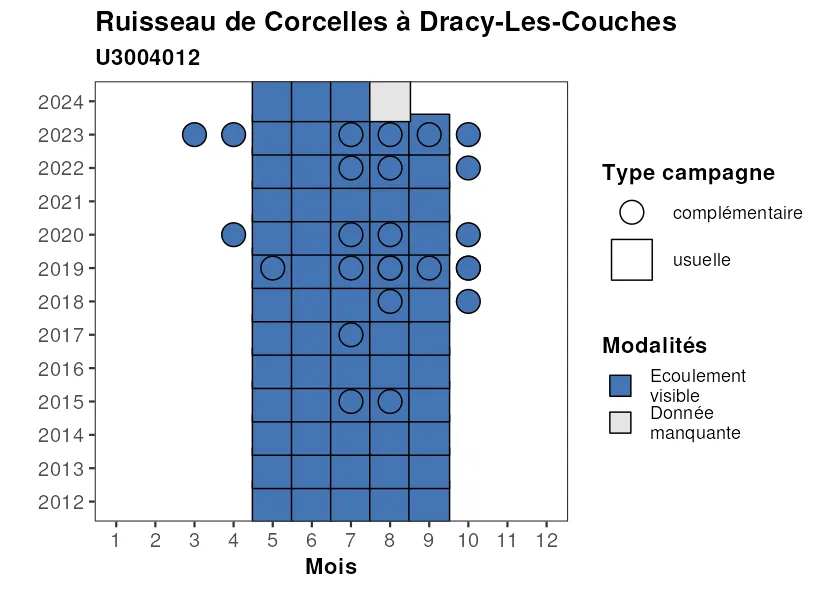 Ruisseau de Corcelles à Dracy-Les-Couches
U3004012
2024
2023
2022
2021
2020
2019
2018
2017
2016
2015
2014
2013
2012
1 2 3 4 5 6 7 8 9 10 11 12
Mois
Type campagne
complémentaire
usuelle
Modalités
Ecoulement
visible
Donnée
manquante